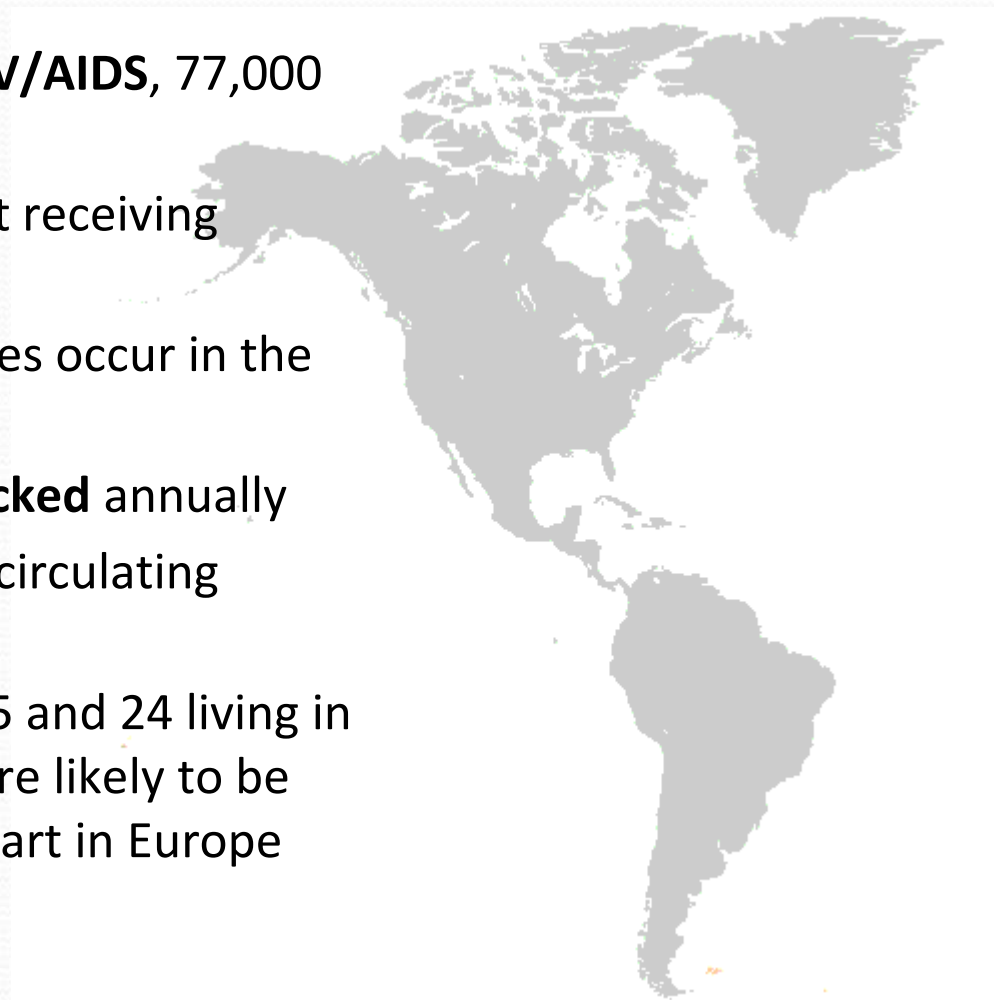 V/AIDS, 77,000
t receiving
es occur in the
cked annually
circulating
5 and 24 living in
re likely to be
art in Europe